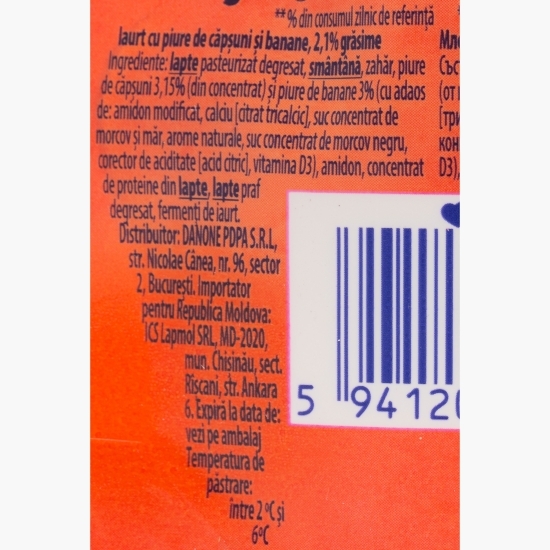 **% din consumul zilnic de referință
Iaurt cu piure de căpșuni și banane, 2,1% grăsime
Ingrediente: lapte pasteurizat degresat, smântână, zahăr, piure
de căpșuni 3,15% (din concentrat) și piure de banane 3% (cu adaos
de: amidon modificat, calciu [citrat tricalcic], suc concentrat de
morcov și măr, arome naturale, suc concentrat de morcov negru,
corector de aciditate [acid citric], vitamina D3), amidon, concentrat
de proteine din lapte, lapte praf
degresat, fermenți de iaurt.
Distribuitor: DANONE PDPA S.R.L,
str. Nicolae Cânea, nr. 96, sector
2, București. Importator
pentru Republica Moldova:
ICS Lapmol SRL, MD-2020,
mun. Chișinău, sect.
Rîșcani, str. Ankara
6. Expiră la data de:
vezi pe ambalaj
Temperatura de
păstrare:
între 2 ºC și
6ºC
Мле
Със
(от
[три
кон
D3),
5 94120